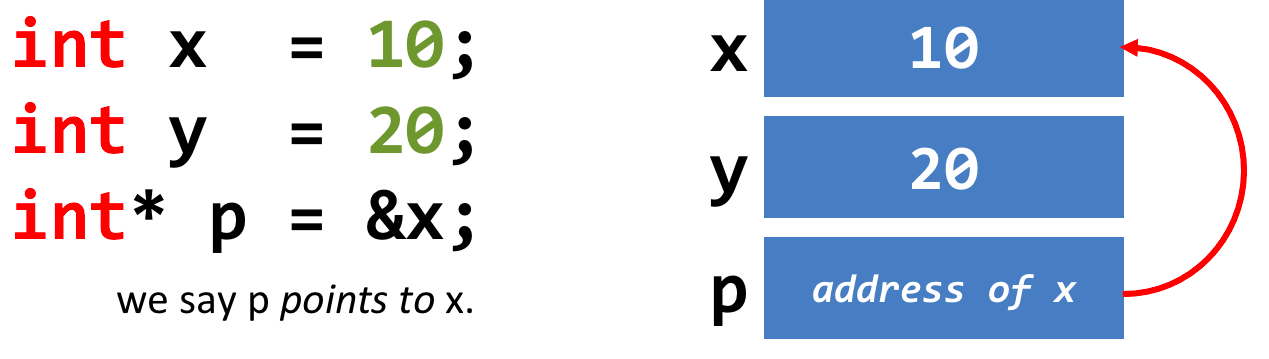 int x  = 10;
int y  = 20;
int* p = &x;
we say p points to x.
x 10
y 20
p address of x